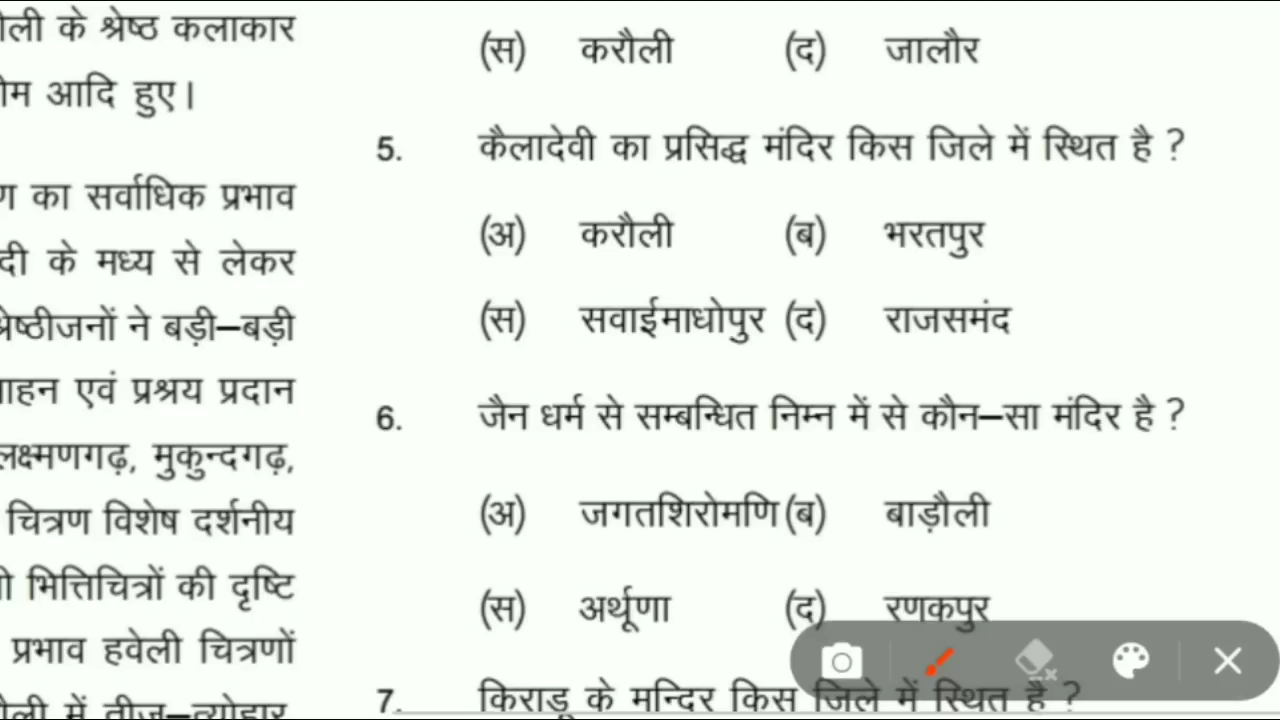 के श्रेष्ठ कलाकार
आदि हुए।
का सर्वाधिक प्रभाव
के मध्य से लेकर
ने बड़ी–बड़ी
एवं प्रश्रय प्रदान
लक्ष्मणगढ़, मुकुन्दगढ़,
चित्रण विशेष दर्शनीय
भित्तिचित्रों की दृष्टि
प्रभाव हवेली चित्रणों
में तीज–त्योहार
(स) करौली (द) जालौर
5. कैलादेवी का प्रसिद्ध मंदिर किस जिले में स्थित है ?
(अ) करौली (ब) भरतपुर
(स) सवाईमाधोपुर (द) राजसमंद
6. जैन धर्म से सम्बन्धित निम्न में से कौन–सा मंदिर है ?
(अ) जगतशिरोमणि (ब) बाड़ौली
(स) अर्थूणा (द) रणकपुर
7. किराडू के मन्दिर किस जिले में स्थित है ?